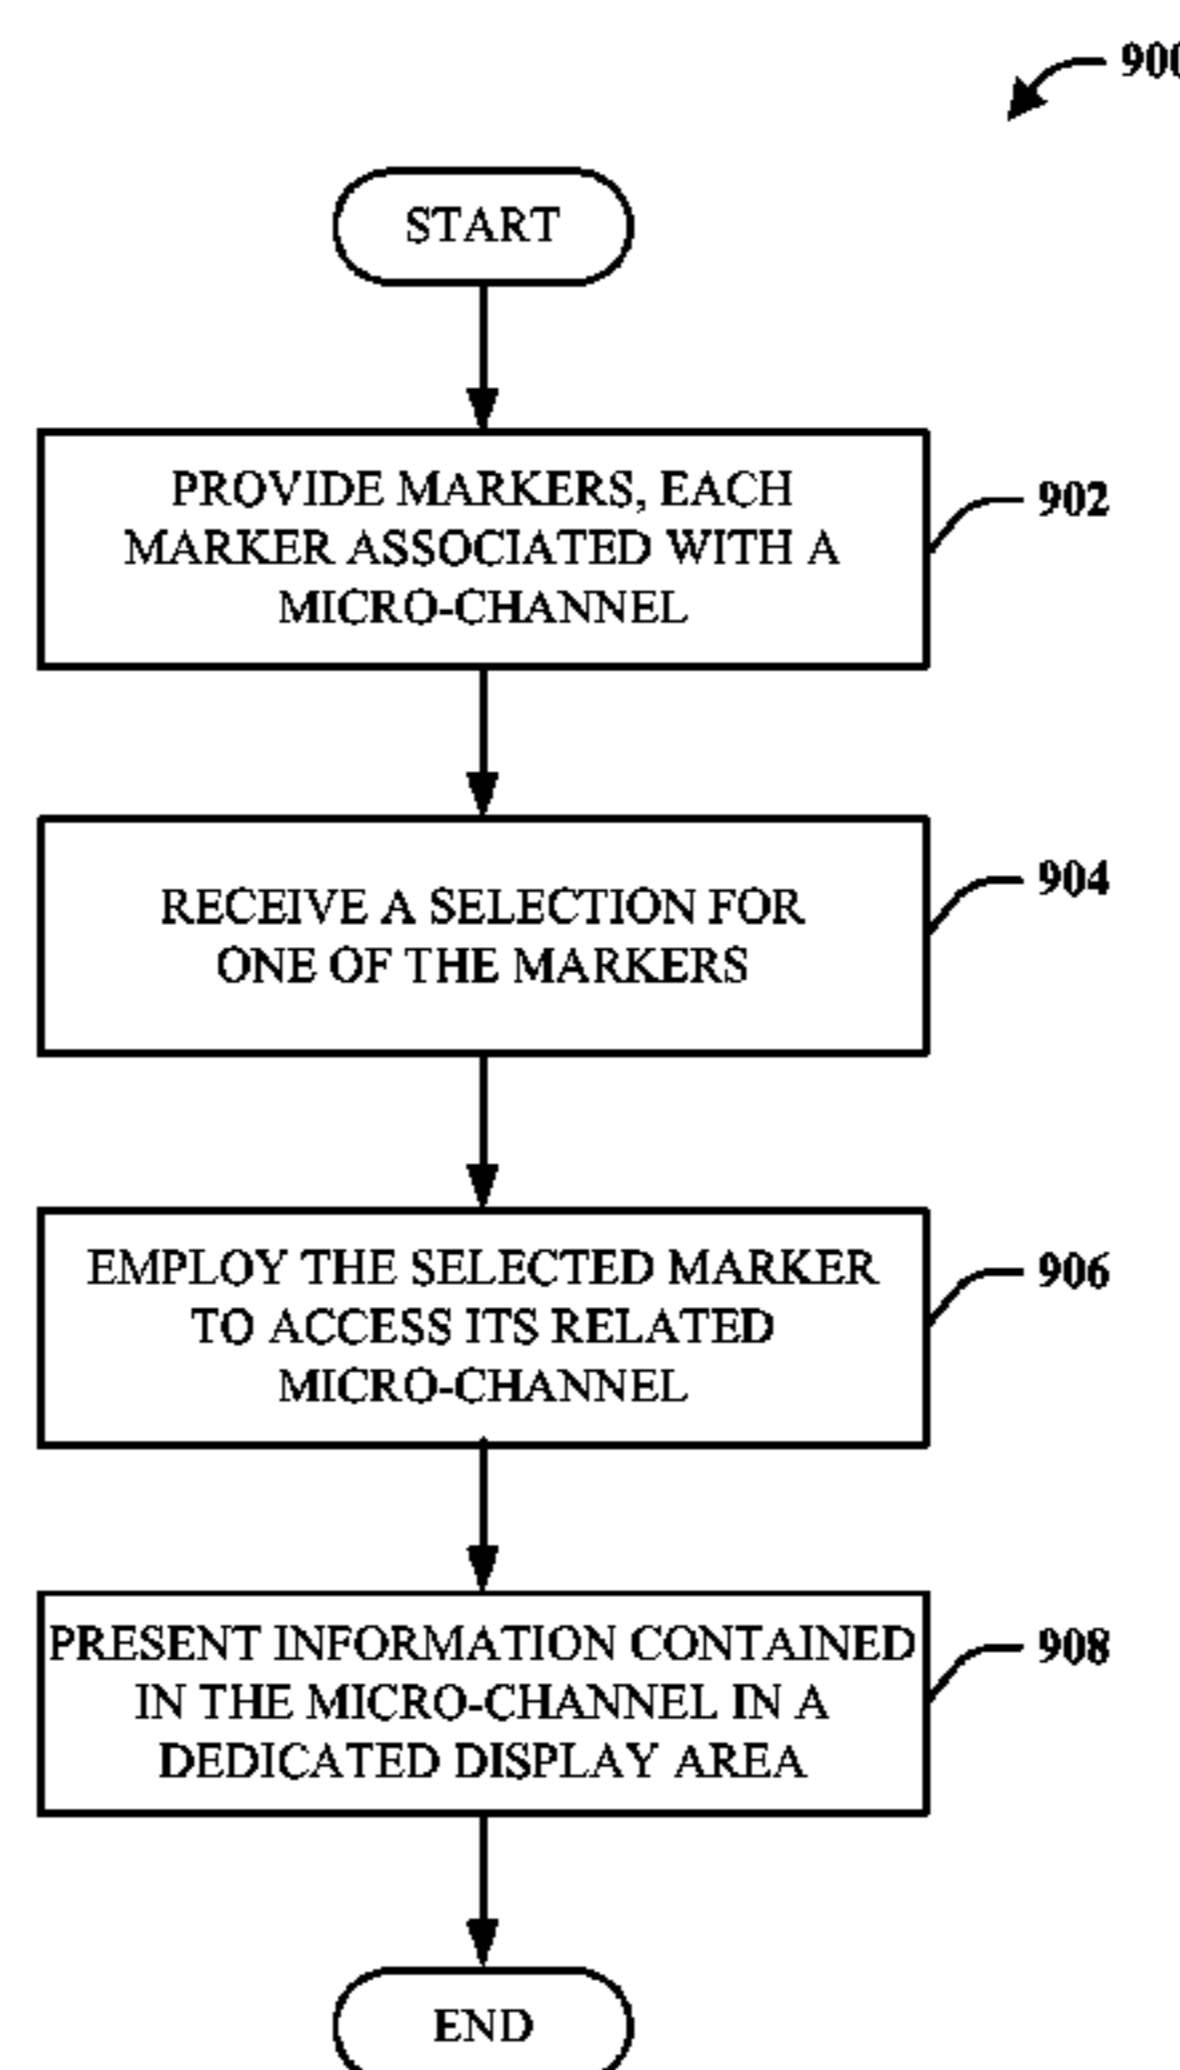 900
START
PROVIDE MARKERS, EACH
MARKER ASSOCIATED WITH A
MICRO-CHANNEL
902
RECEIVE A SELECTION FOR
ONE OF THE MARKERS
904
EMPLOY THE SELECTED MARKER
TO ACCESS ITS RELATED
MICRO-CHANNEL
906
PRESENT INFORMATION CONTAINED
IN THE MICRO-CHANNEL IN A
DEDICATED DISPLAY AREA
908
END